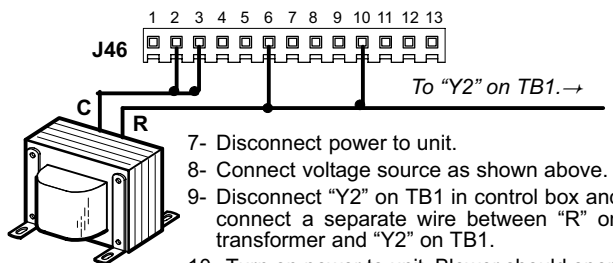 1 2 3 4 5 6 7 8 9 10 11 12 13
J46
To “Y2” on TB1.→
C
R
7- Disconnect power to unit.
8- Connect voltage source as shown above.
9- Disconnect “Y2” on TB1 in control box and
connect a separate wire between “R” on
transformer and “Y2” on TB1.